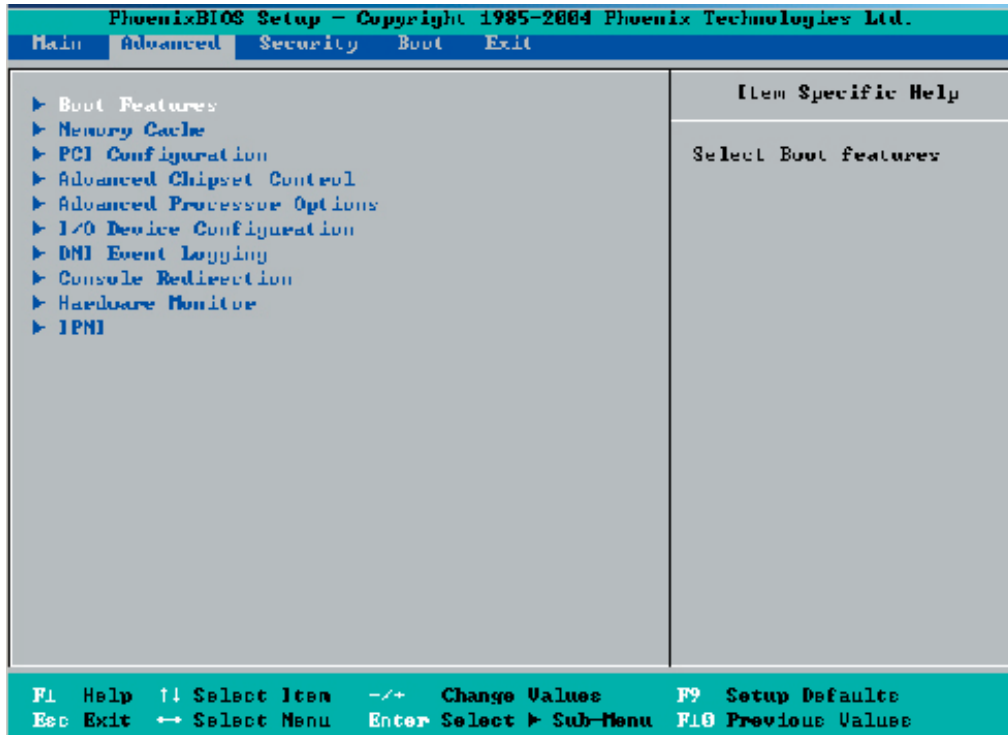 PhoenixBIOS Setup - Copyright 1985-2004 Phoenix Technologies Ltd.
Main Advanced Security Boot Exit
Item Specific Help
▶ Boot Features
▶ Memory Cache
▶ PCI Configuration
▶ Advanced Chipset Control
▶ Advanced Processor Options
▶ I/O Device Configuration
▶ DMI Event Logging
▶ Console Redirection
▶ Hardware Monitor
▶ IPMI
Select Boot features
F1 Help ↑↓ Select Item -/+ Change Values F9 Setup Defaults
Esc Exit ↔ Select Menu Enter Select ▶ Sub-Menu F10 Previous Values